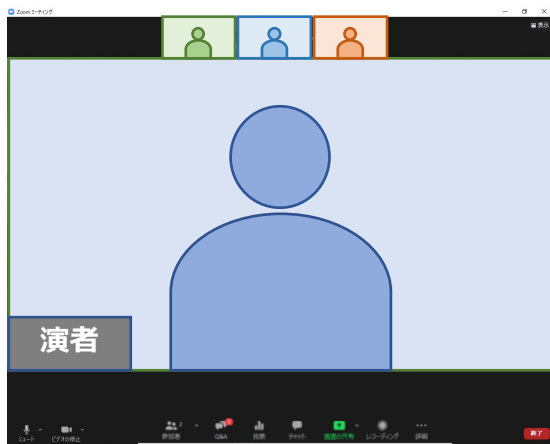 Zoom ミーティング
表示
演者
2
ミュート
ビデオの停止
参加者
Q&A
投票
チャット
画面の共有
レコーディング
詳細
終了